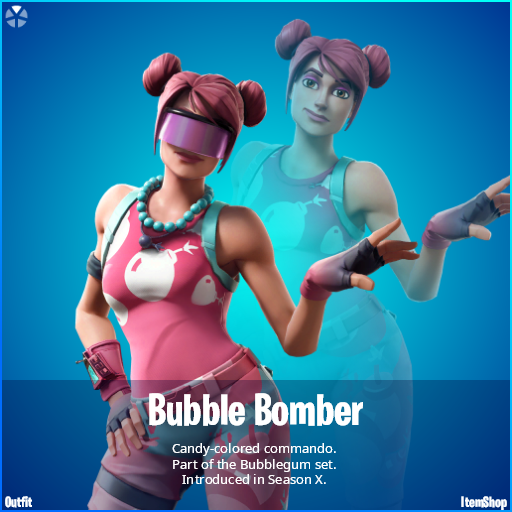 Bubble Bomber
Candy-colored commando.
Part of the Bubblegum set.
Introduced in Season X.
Outfit
ItemShop